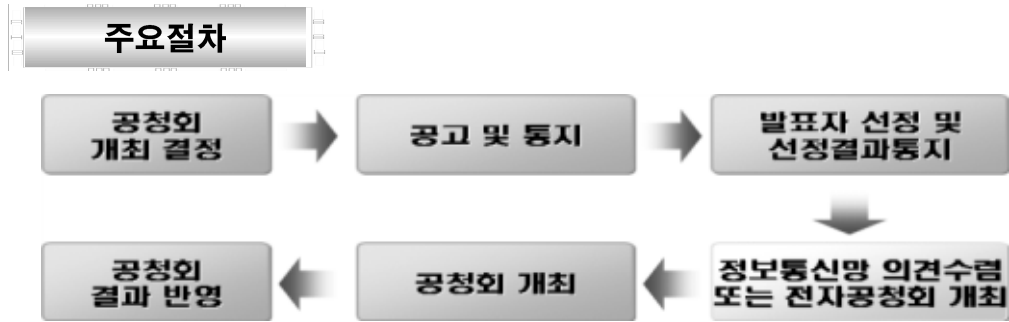 주요절차
공청회
개최 결정
공고 및 통지
발표자 선정 및
선정결과통지
정보통신망 의견수렴
또는 전자공청회 개최
공청회 개최
공청회
결과 반영